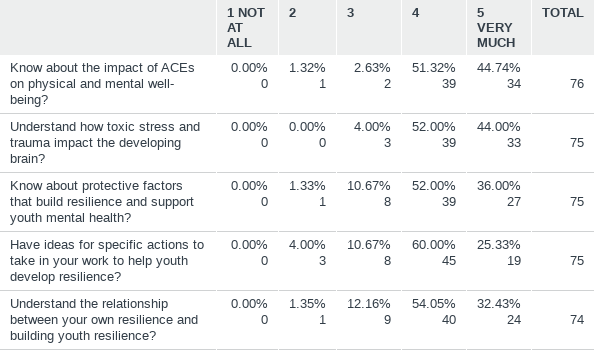 1 NOT AT ALL 2 3 4 5 VERY MUCH TOTAL
Know about the impact of ACEs 0.00% 1.32% 2.63% 51.32% 44.74%
on physical and mental well- 0 1 2 39 34 76
being?
Understand how toxic stress and 0.00% 0.00% 4.00% 52.00% 44.00%
trauma impact the developing 0 0 3 39 33 75
brain?
Know about protective factors 0.00% 1.33% 10.67% 52.00% 36.00%
that build resilience and support 0 1 8 39 27 75
youth mental health?
Have ideas for specific actions to 0.00% 4.00% 10.67% 60.00% 25.33%
take in your work to help youth 0 3 8 45 19 75
develop resilience?
Understand the relationship 0.00% 1.35% 12.16% 54.05% 32.43%
between your own resilience and 0 1 9 40 24 74
building youth resilience?